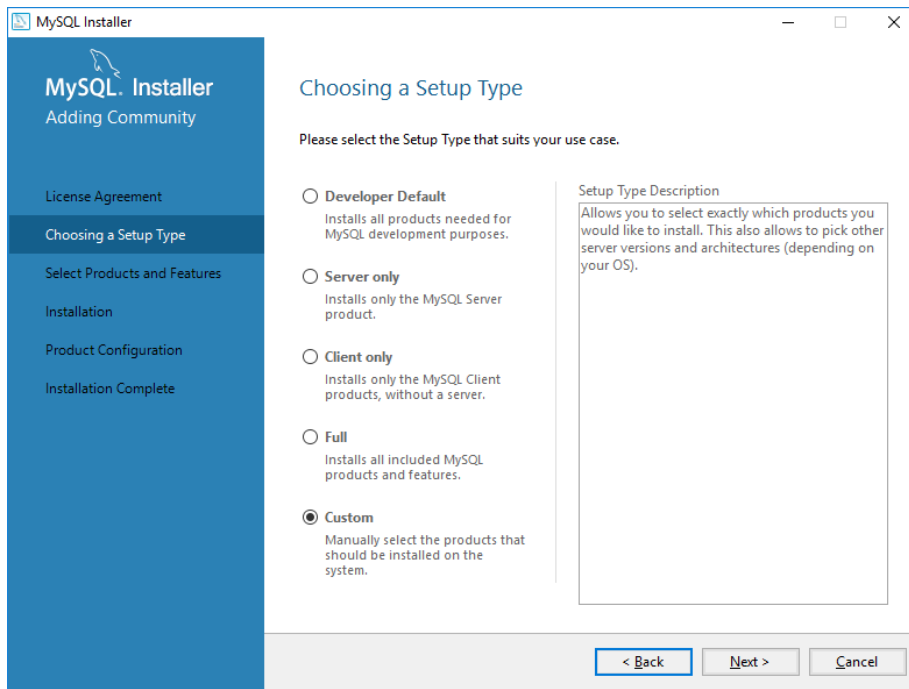 MySQL Installer
MySQL. Installer
Adding Community
License Agreement
Choosing a Setup Type
Select Products and Features
Installation
Product Configuration
Installation Complete
Choosing a Setup Type
Please select the Setup Type that suits your use case.
Developer Default
Installs all products needed for
MySQL development purposes.
Server only
Installs only the MySQL Server
product.
Client only
Installs only the MySQL Client
products, without a server.
Full
Installs all included MySQL
products and features.
Custom
Manually select the products that
should be installed on the
system.
Setup Type Description
Allows you to select exactly which products you
would like to install. This also allows to pick other
server versions and architectures (depending on
your OS).
< Back
Next >
Cancel